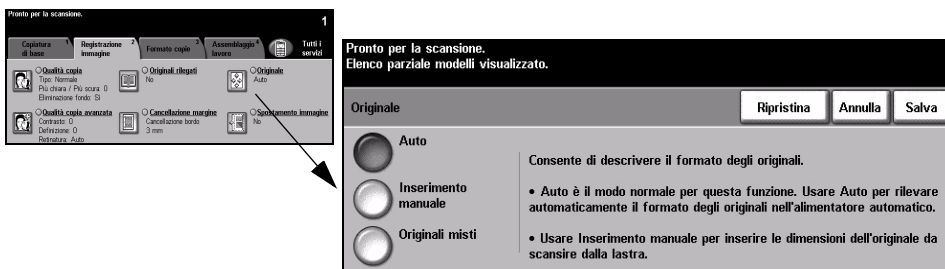 Pronto per la scansione.
1
Copiatura di base 1
Registrazione immagine 2
Formato copie 3
Assemblaggio lavoro 4
Tutti i servizi
Qualità copia
Tipo: Normale
Più chiara / Più scura: 0
Eliminazione fondo: Sì
Originali rilegati
No
Originale
Auto
Qualità copia avanzata
Contrasto: 0
Definizione: 0
Retinatura: Auto
Cancellazione margine
Cancellazione bordo
3 mm
Spostamento immagine
No
Pronto per la scansione.
Elenco parziale modelli visualizzato.
Originale
Ripristina
Annulla
Salva
Auto
Inserimento
manuale
Originali misti
Consente di descrivere il formato degli originali.
• Auto è il modo normale per questa funzione. Usare Auto per rilevare
automaticamente il formato degli originali nell'alimentatore automatico.
• Usare Inserimento manuale per inserire le dimensioni dell'originale da
scansire dalla lastra.